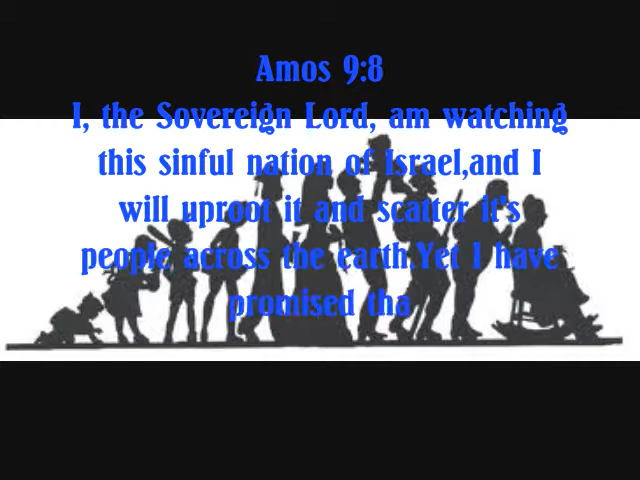 Amos 9:8
I, the Sovereign Lord, am watching
this sinful nation of Israel,and I
will uproot it and scatter it's
people across the earth.Yet I have
promised tha